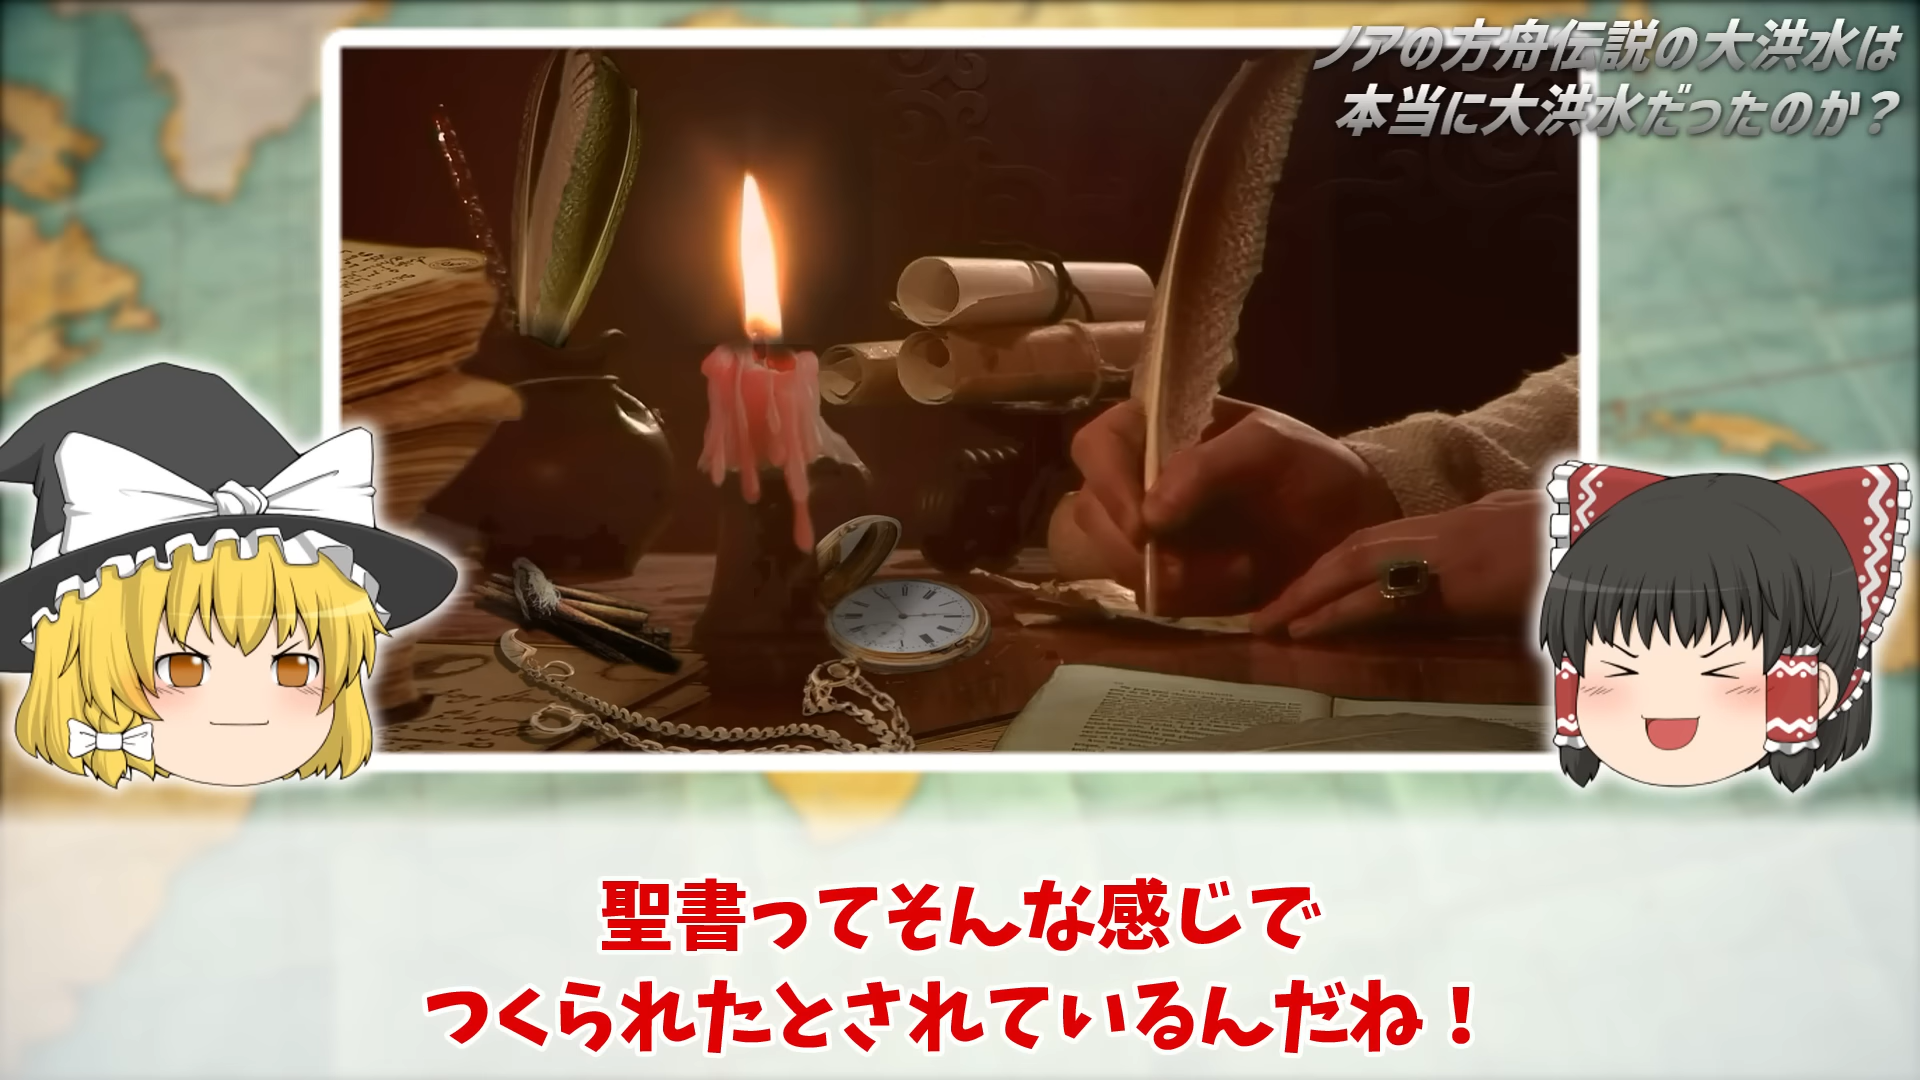 ノアの方舟伝説の大洪水は
本当に大洪水だったのか？
聖書ってそんな感じで
つくられたとされているんだね！